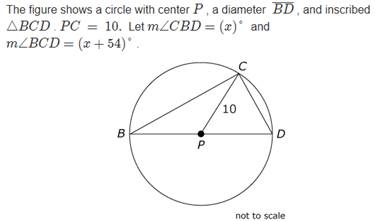 The figure shows a circle with center P, a diameter B̅D̅, and inscribed
△BCD. PC = 10. Let m∠CBD = (x)° and
m∠BCD = (x + 54)°.
C
10
B
D
P
not to scale